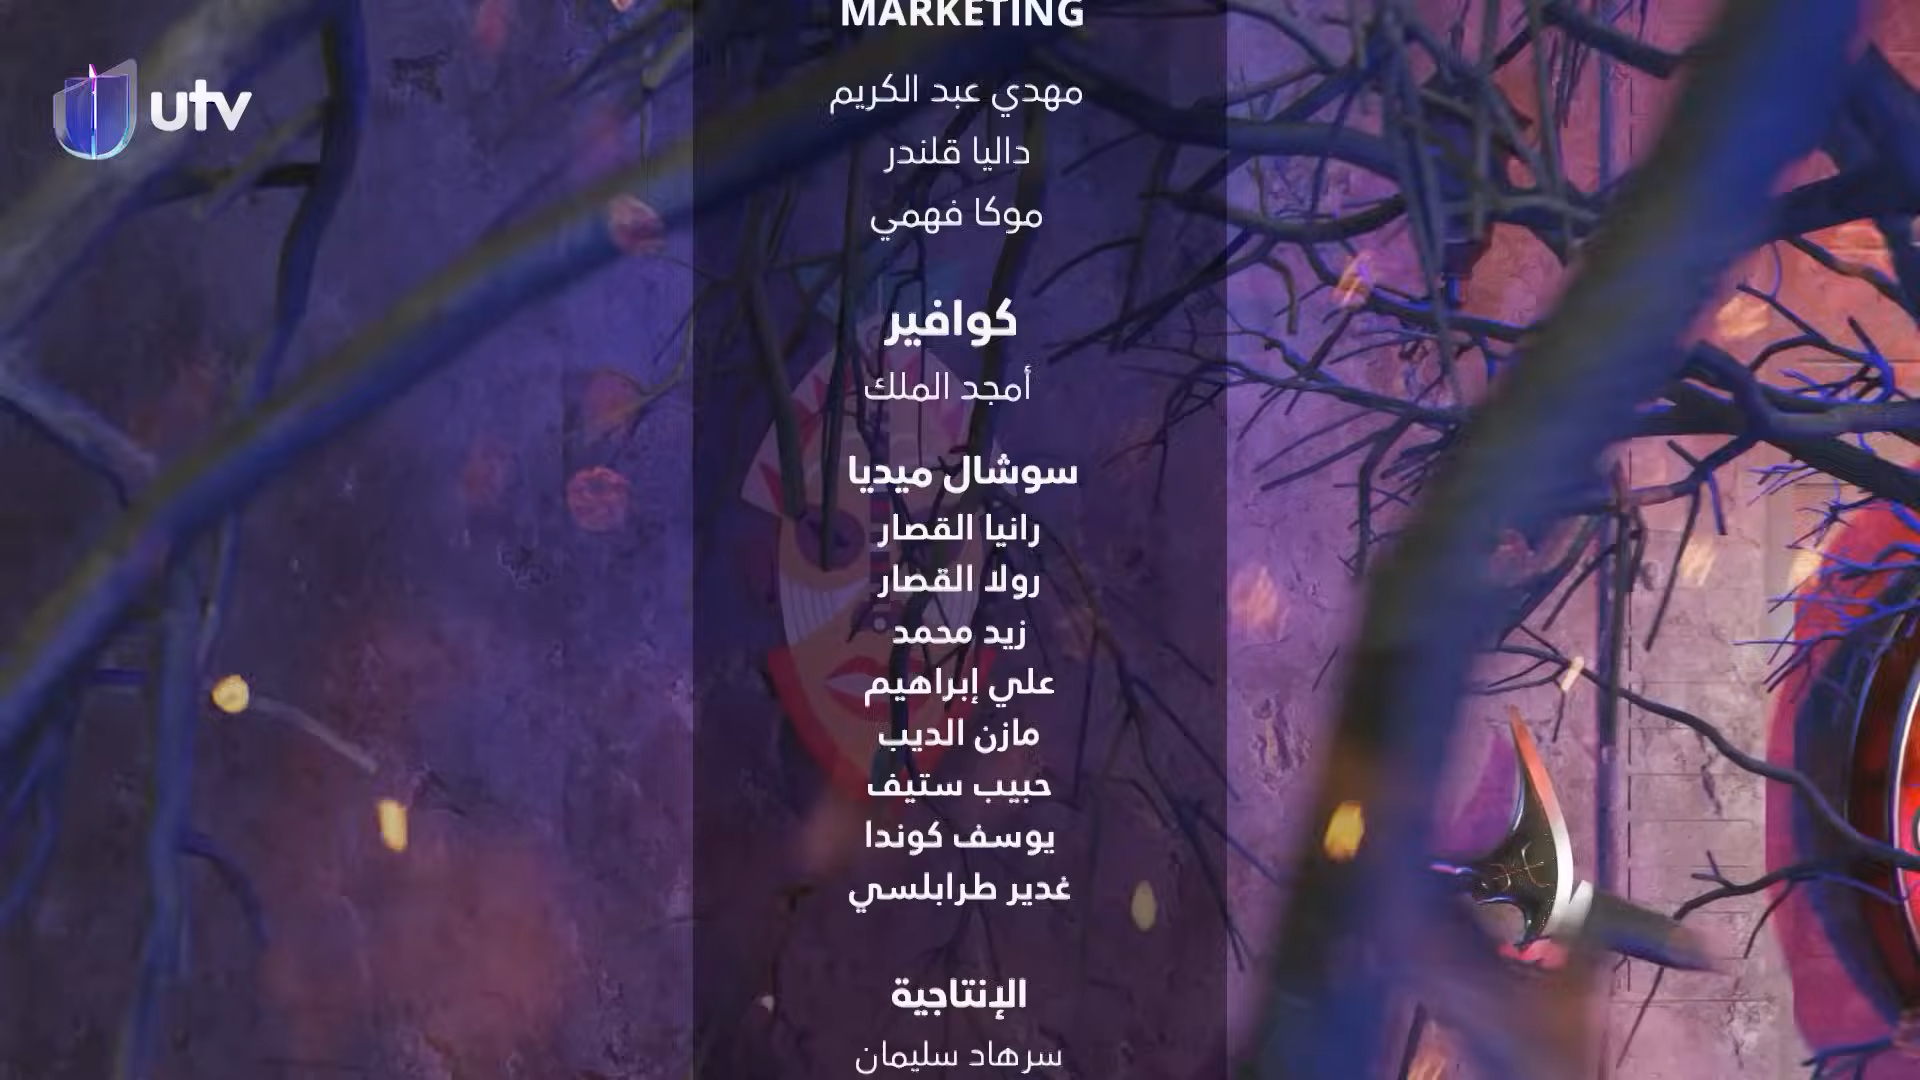 MARKETING
utv
مهدي عبد الكريم
داليا قلندر
موكا فهمي
كوافير
أمجد الملك
سوشال ميديا
رانيا القصار
رولا القصار
زيد محمد
علي إبراهيم
مازن الديب
حبيب ستيف
يوسف كوندا
غدير طرابلسي
الإنتاجية
سرهاد سليمان